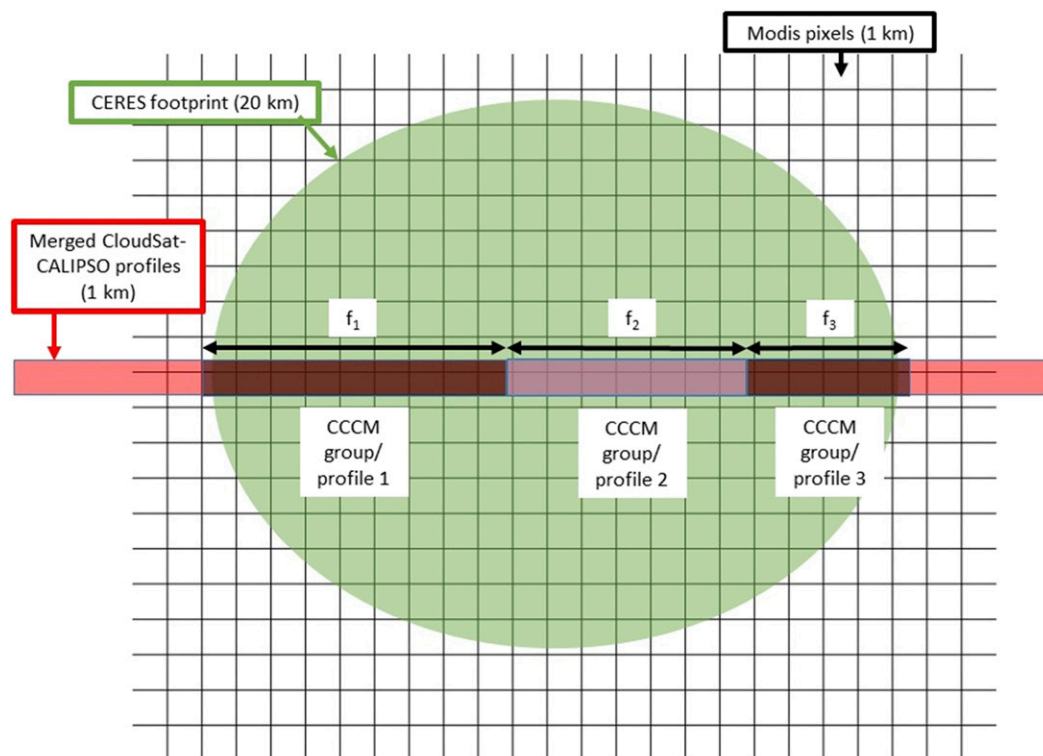 Modis pixels (1 km)
CERES footprint (20 km)
Merged CloudSat-
CALIPSO profiles
(1 km)
f₁
f₂
f₃
CCCM
group/
profile 1
CCCM
group/
profile 2
CCCM
group/
profile 3